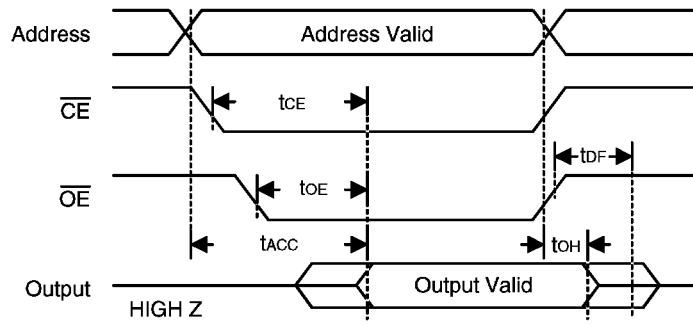 Address
Address Valid
CE
tCE
tDF
OE
tOE
tACC
tOH
Output
Output Valid
HIGH Z